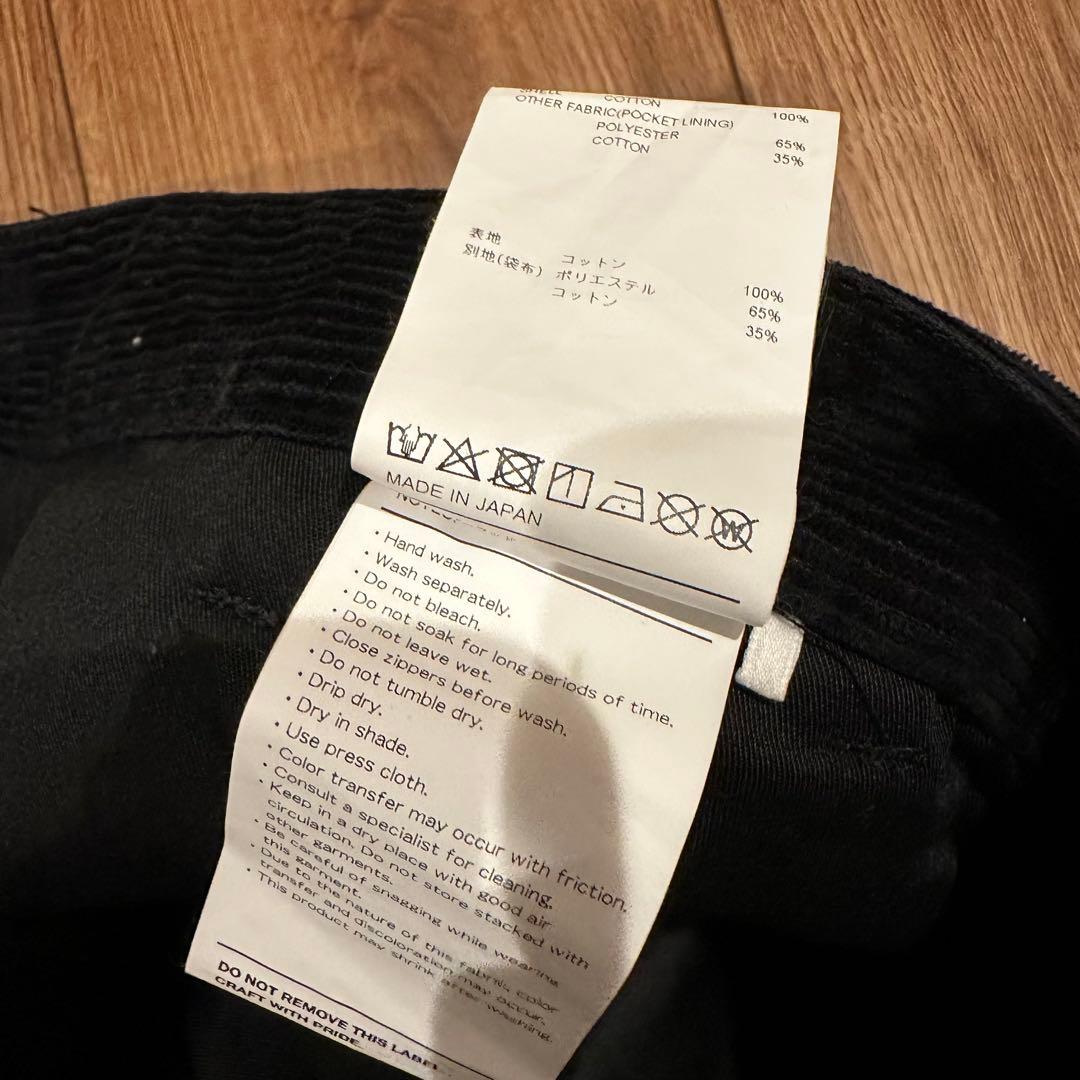 SHELL COTTON 100%
OTHER FABRIC(POCKET LINING)
POLYESTER 65%
COTTON 35%
表地 コットン 100%
別地(袋布) ポリエステル 65%
コットン 35%
MADE IN JAPAN
・Hand wash.
・Wash separately.
・Do not bleach.
・Do not soak for long periods of time.
・Do not leave wet.
・Close zippers before wash.
・Do not tumble dry.
・Drip dry.
・Dry in shade.
・Use press cloth.
・Color transfer may occur with friction.
・Consult a specialist for cleaning.
・Keep in a dry place with good air
circulation. Do not store stacked with
other garments.
・Be careful of snagging while wearing
this garment.
・Due to the nature of this fabric, color
transfer and discoloration may occur.
・This product may shrink after washing.
DO NOT REMOVE THIS LABEL
CRAFT WITH PRIDE